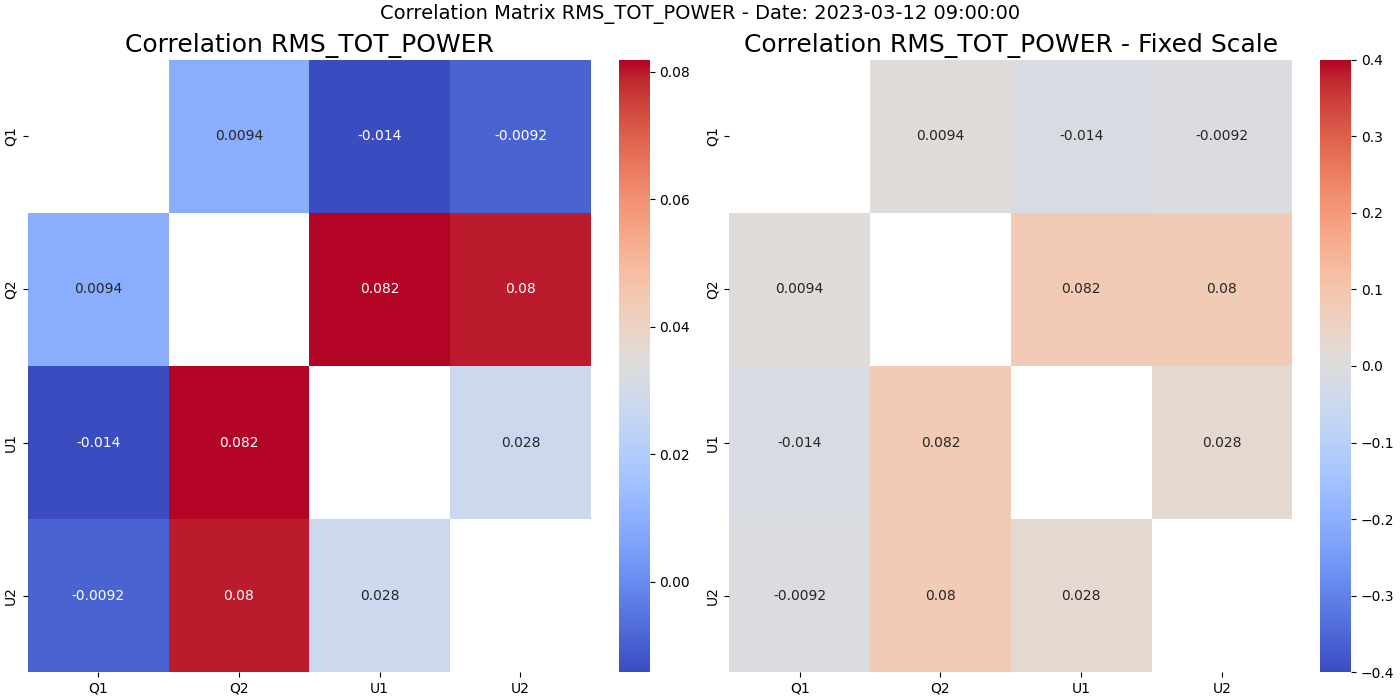 Correlation Matrix RMS_TOT_POWER - Date: 2023-03-12 09:00:00
Correlation RMS_TOT_POWER
Q1
Q2
U1
U2
0.0094
-0.014
-0.0092
0.0094
0.082
0.08
-0.014
0.082
0.028
-0.0092
0.08
0.028
Q1
Q2
U1
U2
0.08
0.06
0.04
0.02
0.00
Correlation RMS_TOT_POWER - Fixed Scale
Q1
Q2
U1
U2
0.0094
-0.014
-0.0092
0.0094
0.082
0.08
-0.014
0.082
0.028
-0.0092
0.08
0.028
Q1
Q2
U1
U2
0.4
0.3
0.2
0.1
0.0
−0.1
−0.2
−0.3
−0.4